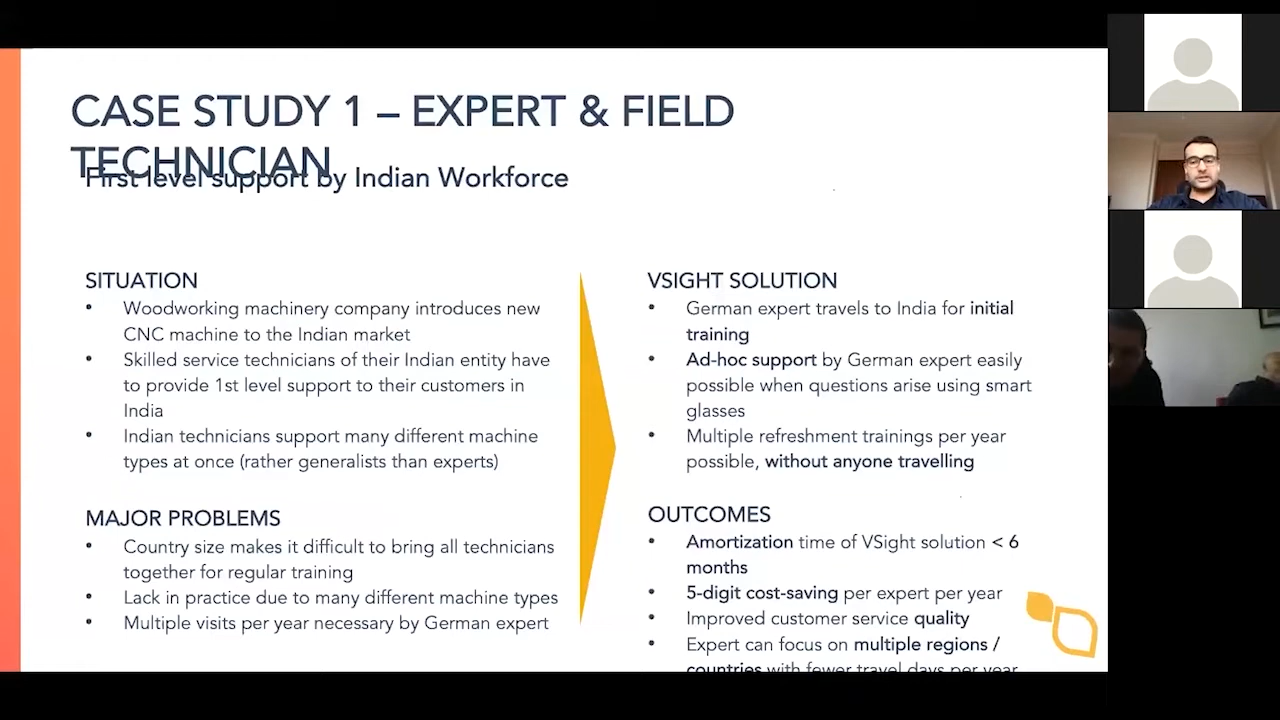 CASE STUDY 1 – EXPERT & FIELD
TECHNICIAN
First level support by Indian Workforce
SITUATION
• Woodworking machinery company introduces new
CNC machine to the Indian market
• Skilled service technicians of their Indian entity have
to provide 1st level support to their customers in
India
• Indian technicians support many different machine
types at once (rather generalists than experts)
MAJOR PROBLEMS
• Country size makes it difficult to bring all technicians
together for regular training
• Lack in practice due to many different machine types
• Multiple visits per year necessary by German expert
VSIGHT SOLUTION
• German expert travels to India for initial
training
• Ad-hoc support by German expert easily
possible when questions arise using smart
glasses
• Multiple refreshment trainings per year
possible, without anyone travelling
OUTCOMES
• Amortization time of VSight solution < 6
months
• 5-digit cost-saving per expert per year
• Improved customer service quality
• Expert can focus on multiple regions /
countries with fewer travel days per year